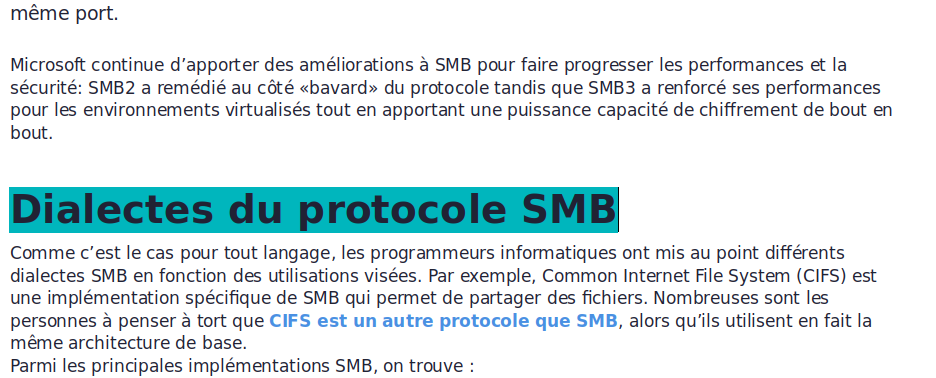 même port.
Microsoft continue d’apporter des améliorations à SMB pour faire progresser les performances et la
sécurité: SMB2 a remédié au côté «bavard» du protocole tandis que SMB3 a renforcé ses performances
pour les environnements virtualisés tout en apportant une puissance capacité de chiffrement de bout en
bout.
Dialectes du protocole SMB
Comme c’est le cas pour tout langage, les programmeurs informatiques ont mis au point différents
dialectes SMB en fonction des utilisations visées. Par exemple, Common Internet File System (CIFS) est
une implémentation spécifique de SMB qui permet de partager des fichiers. Nombreuses sont les
personnes à penser à tort que CIFS est un autre protocole que SMB, alors qu’ils utilisent en fait la
même architecture de base.
Parmi les principales implémentations SMB, on trouve :